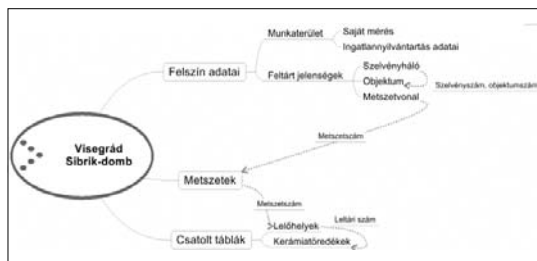 Visegrád
Sibrik-domb
Felszín adatai
Munkaterület
Saját mérés
Ingatlannyilvántartás adatai
Feltárt jelenségek
Szelvényháló
Objektum
Metszetvonal
Szelvényszám, objektumszám
Metszetszám
Metszetek
Metszetszám
Csatolt táblák
Lelőhelyek
Kerámiatöredékek
Leltári szám